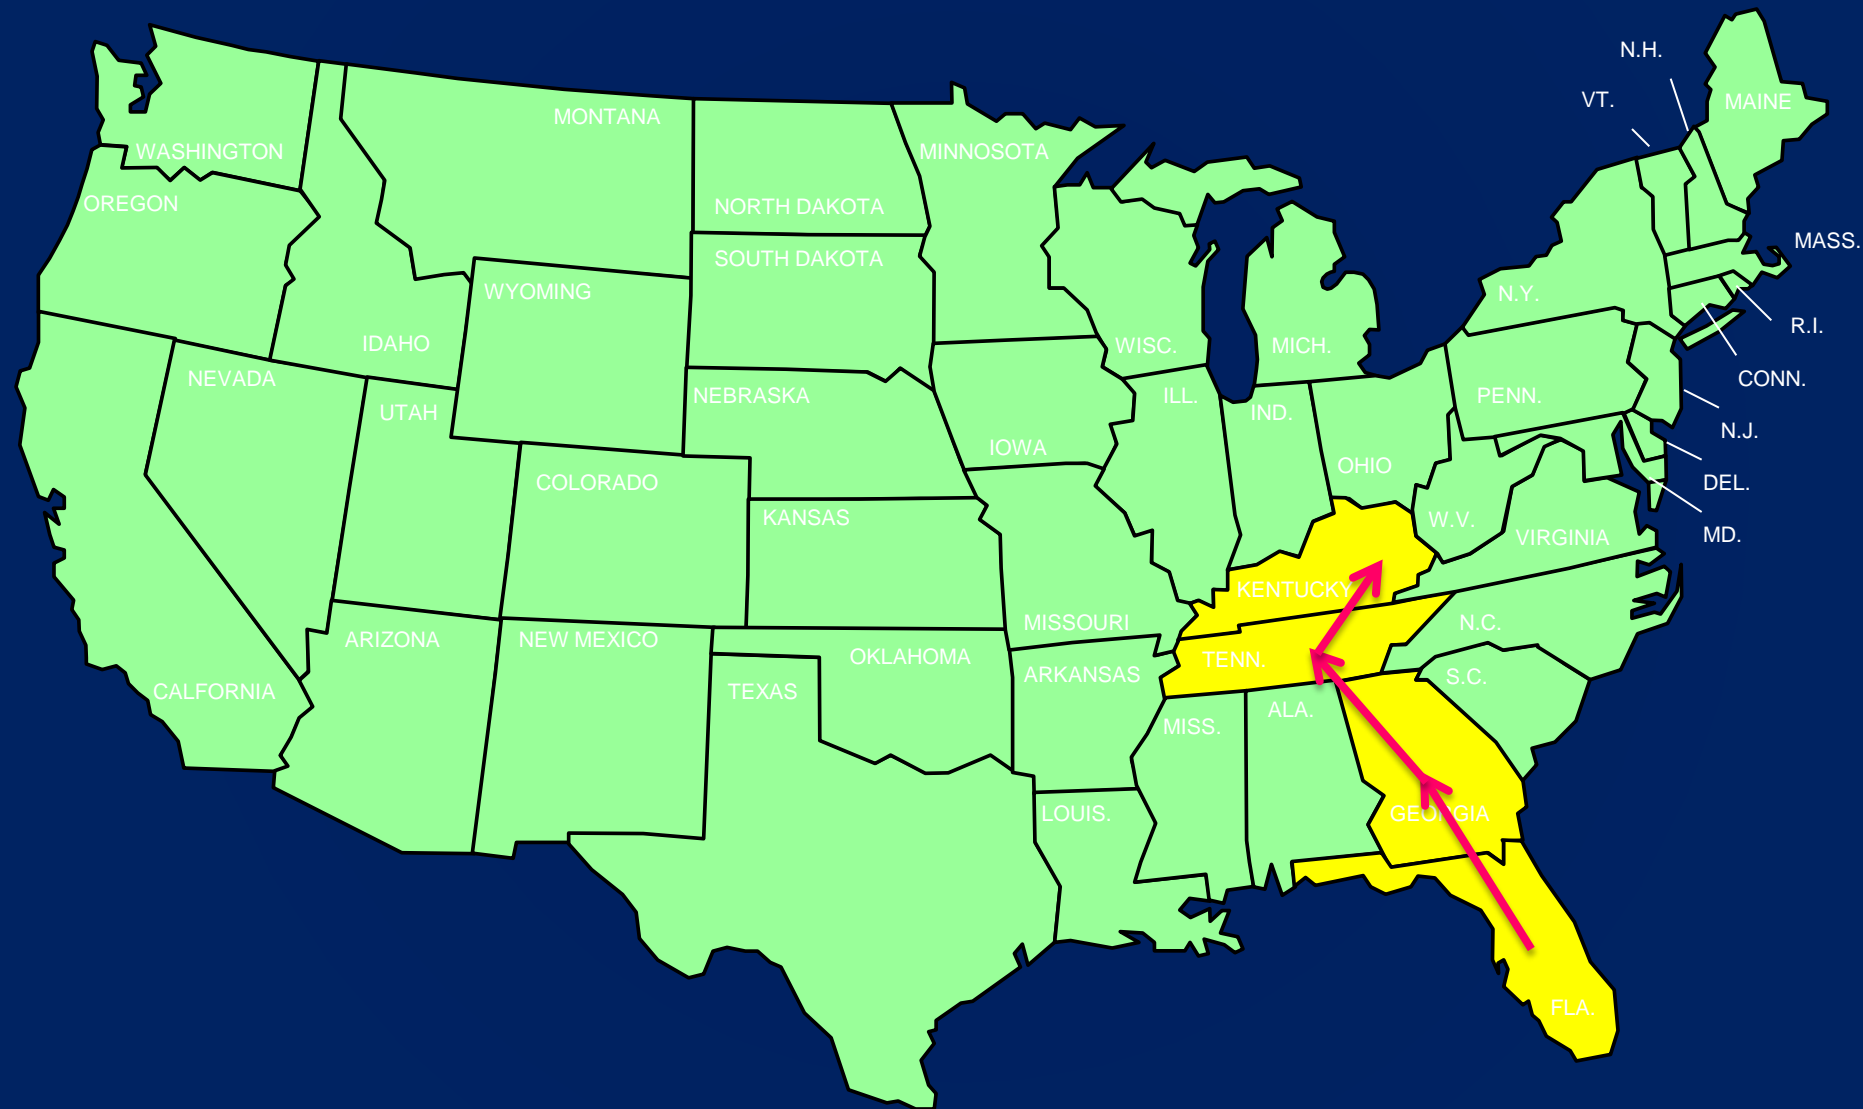 N.H.
VT.
MAINE
MONTANA
WASHINGTON
MINNOSOTA
OREGON
NORTH DAKOTA
MASS.
SOUTH DAKOTA
WYOMING
N.Y.
R.I.
IDAHO
WISC.
MICH.
NEVADA
CONN.
UTAH
NEBRASKA
ILL.
IND.
PENN.
N.J.
IOWA
OHIO
COLORADO
DEL.
KANSAS
W.V.
VIRGINIA
MD.
KENTUCKY
MISSOURI
N.C.
ARIZONA
NEW MEXICO
OKLAHOMA
TENN.
ARKANSAS
S.C.
CALFORNIA
TEXAS
ALA.
MISS.
LOUIS.
GEORGIA
FLA.